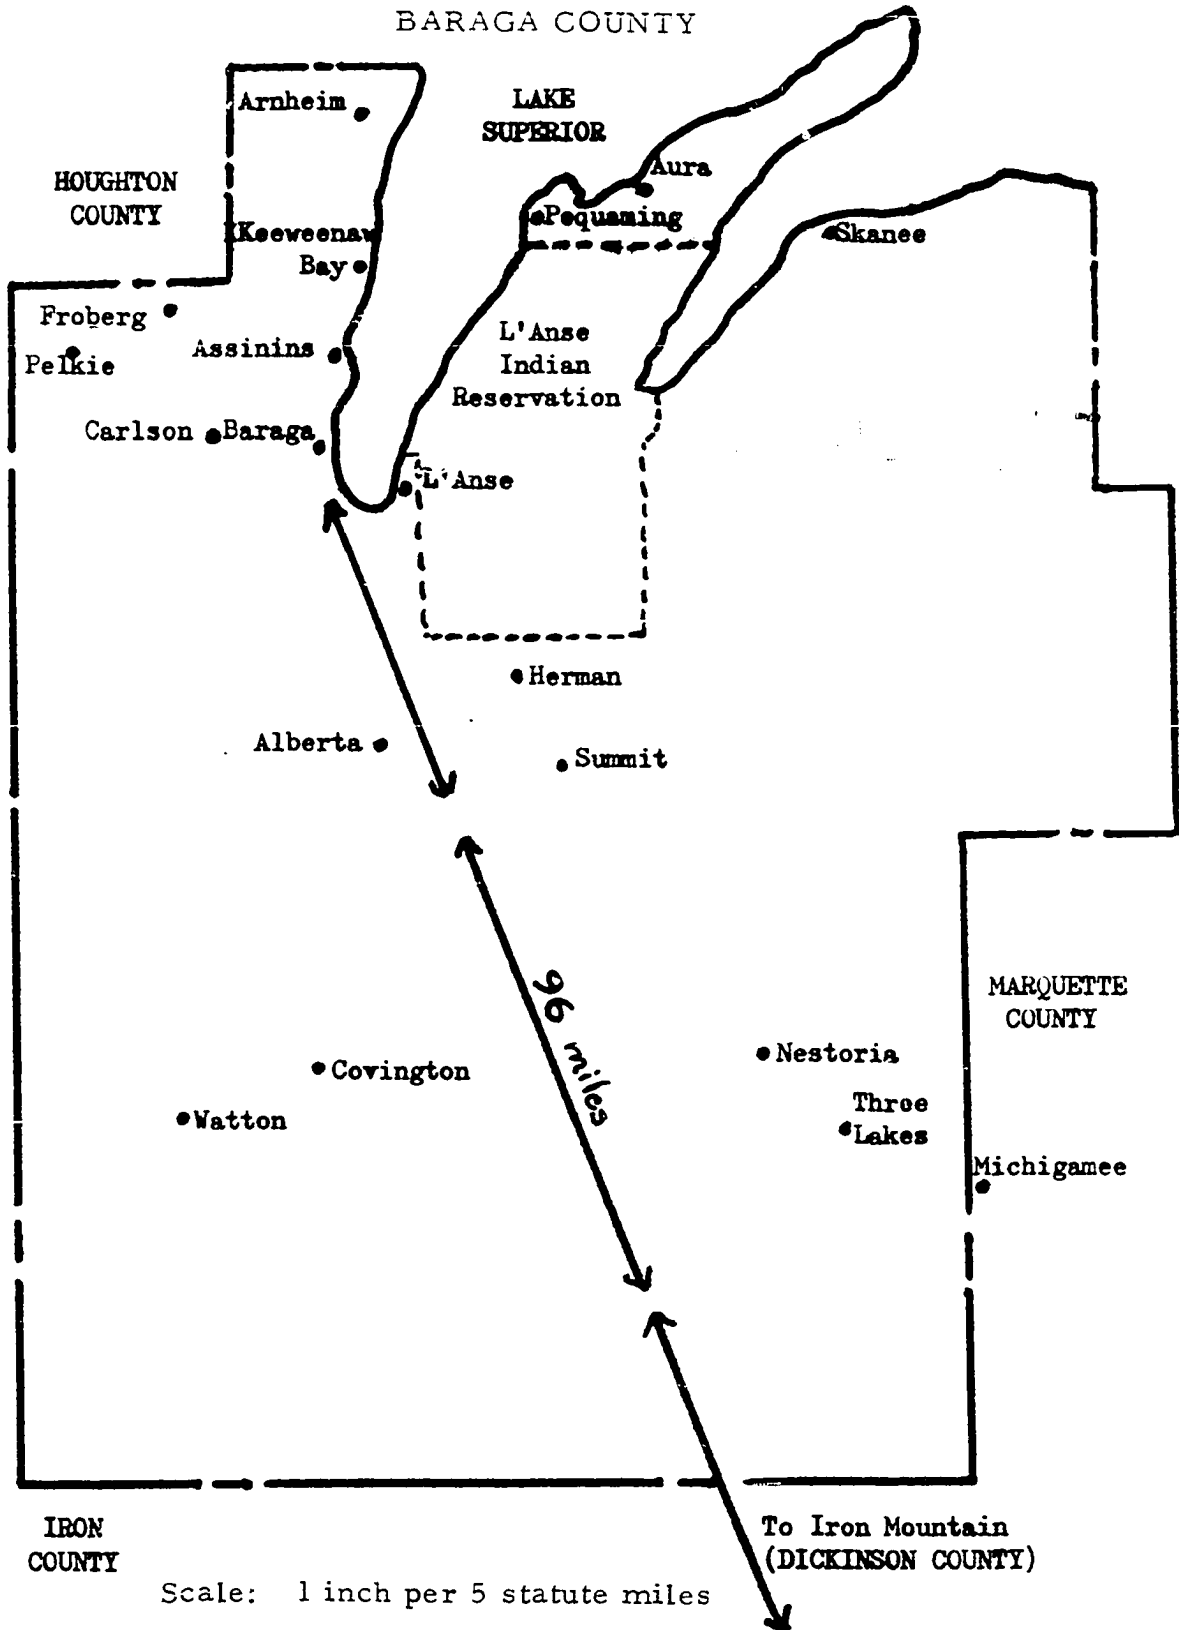 BARAGA COUNTY
Arnheim
LAKE
SUPERIOR
HOUGHTON
COUNTY
Aura
Pequaming
Keeweenaw
Bay
Skanee
Froberg
Pelkie
Assinins
L'Anse
Indian
Reservation
Carlson
Baraga
L'Anse
Herman
Alberta
Summit
96 miles
MARQUETTE
COUNTY
Covington
Nestoria
Watton
Three
Lakes
Michigamee
IRON
COUNTY
To Iron Mountain
(DICKINSON COUNTY)
Scale: 1 inch per 5 statute miles